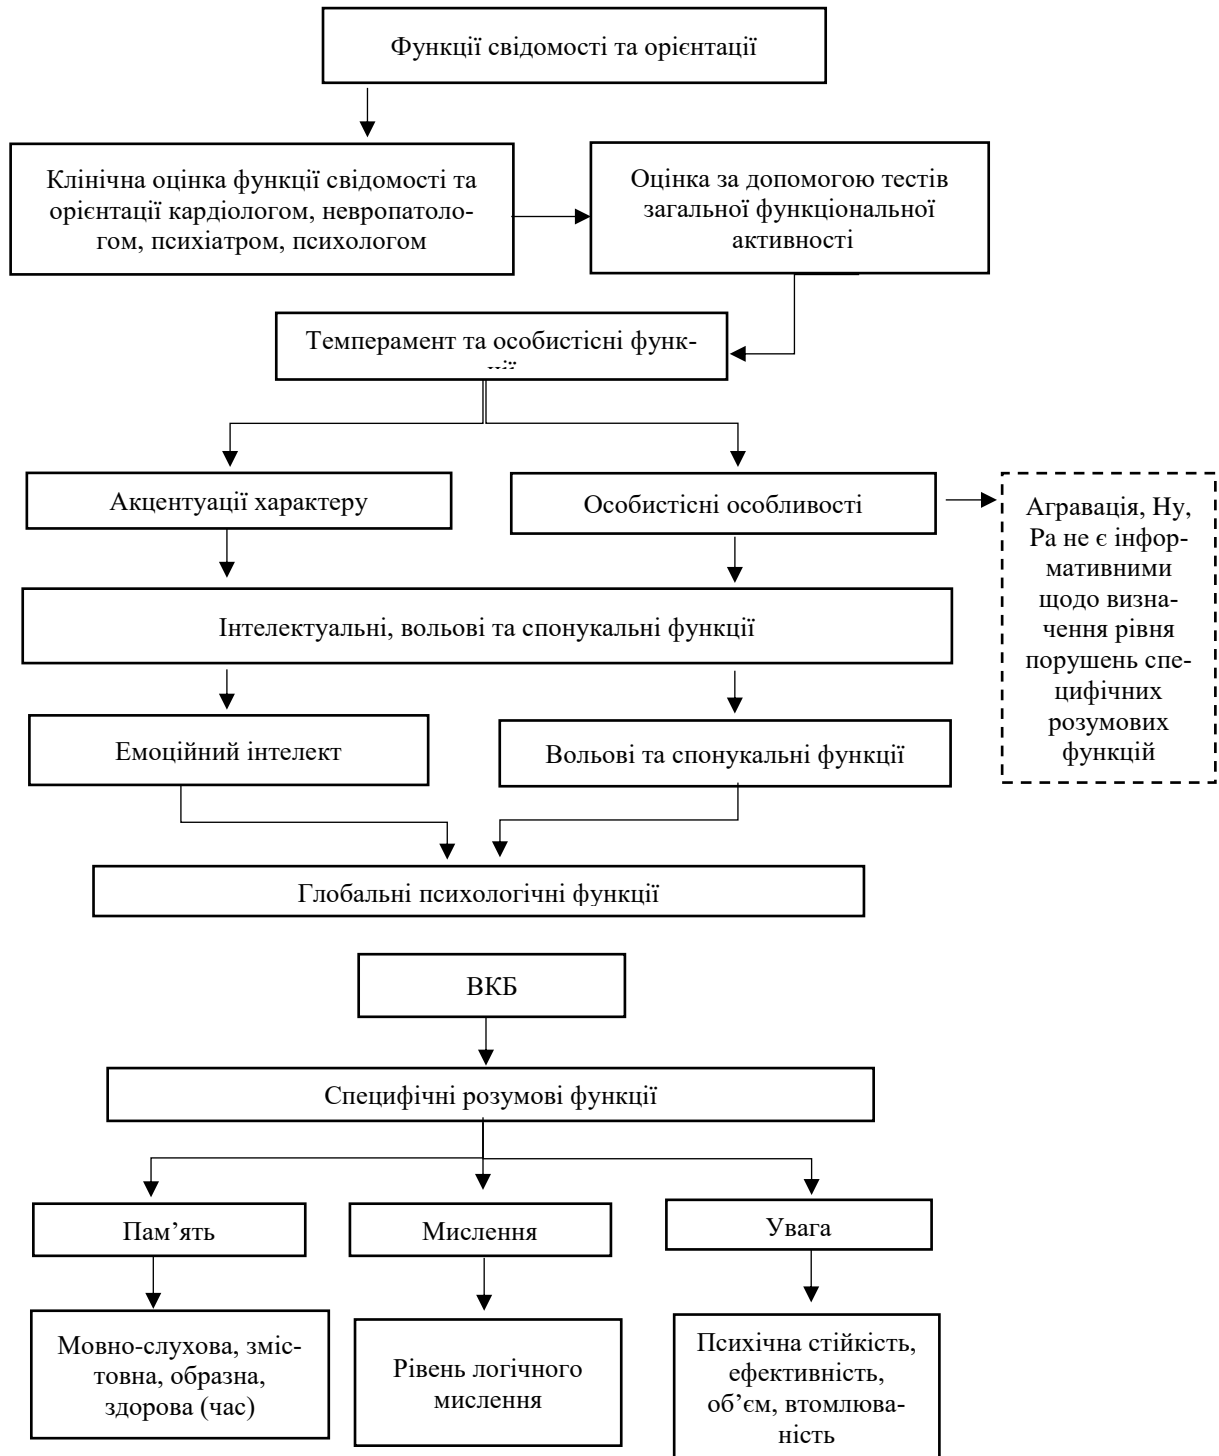 Функції свідомості та орієнтації
Клінічна оцінка функції свідомості та
орієнтації кардіологом, невропатоло-
гом, психіатром, психологом
Оцінка за допомогою тестів
загальної функціональної
активності
Темперамент та особистісні функ-
ції
Акцентуації характеру
Особистісні особливості
Агравація, Ну,
Ра не є інфор-
мативними
щодо визна-
чення рівня
порушень спе-
цифічних
розумових
функцій
Інтелектуальні, вольові та спонукальні функції
Емоційний інтелект
Вольові та спонукальні функції
Глобальні психологічні функції
ВКБ
Специфічні розумові функції
Пам’ять
Мислення
Увага
Мовно-слухова, зміс-
товна, образна,
здорова (час)
Рівень логічного
мислення
Психічна стійкість,
ефективність,
об’єм, втомлюва-
ність